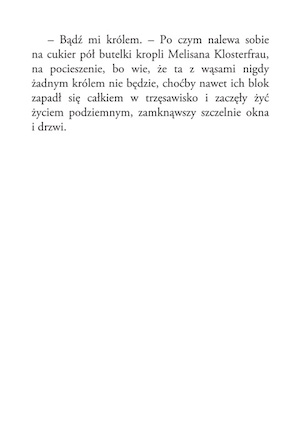 – Bądź mi królem. – Po czym nalewa sobie
na cukier pół butelki kropli Melisana Klosterfrau,
na pocieszenie, bo wie, że ta z wąsami nigdy
żadnym królem nie będzie, choćby nawet ich blok
zapadł się całkiem w trzęsawisko i zaczęły żyć
życiem podziemnym, zamknąwszy szczelnie okna
i drzwi.